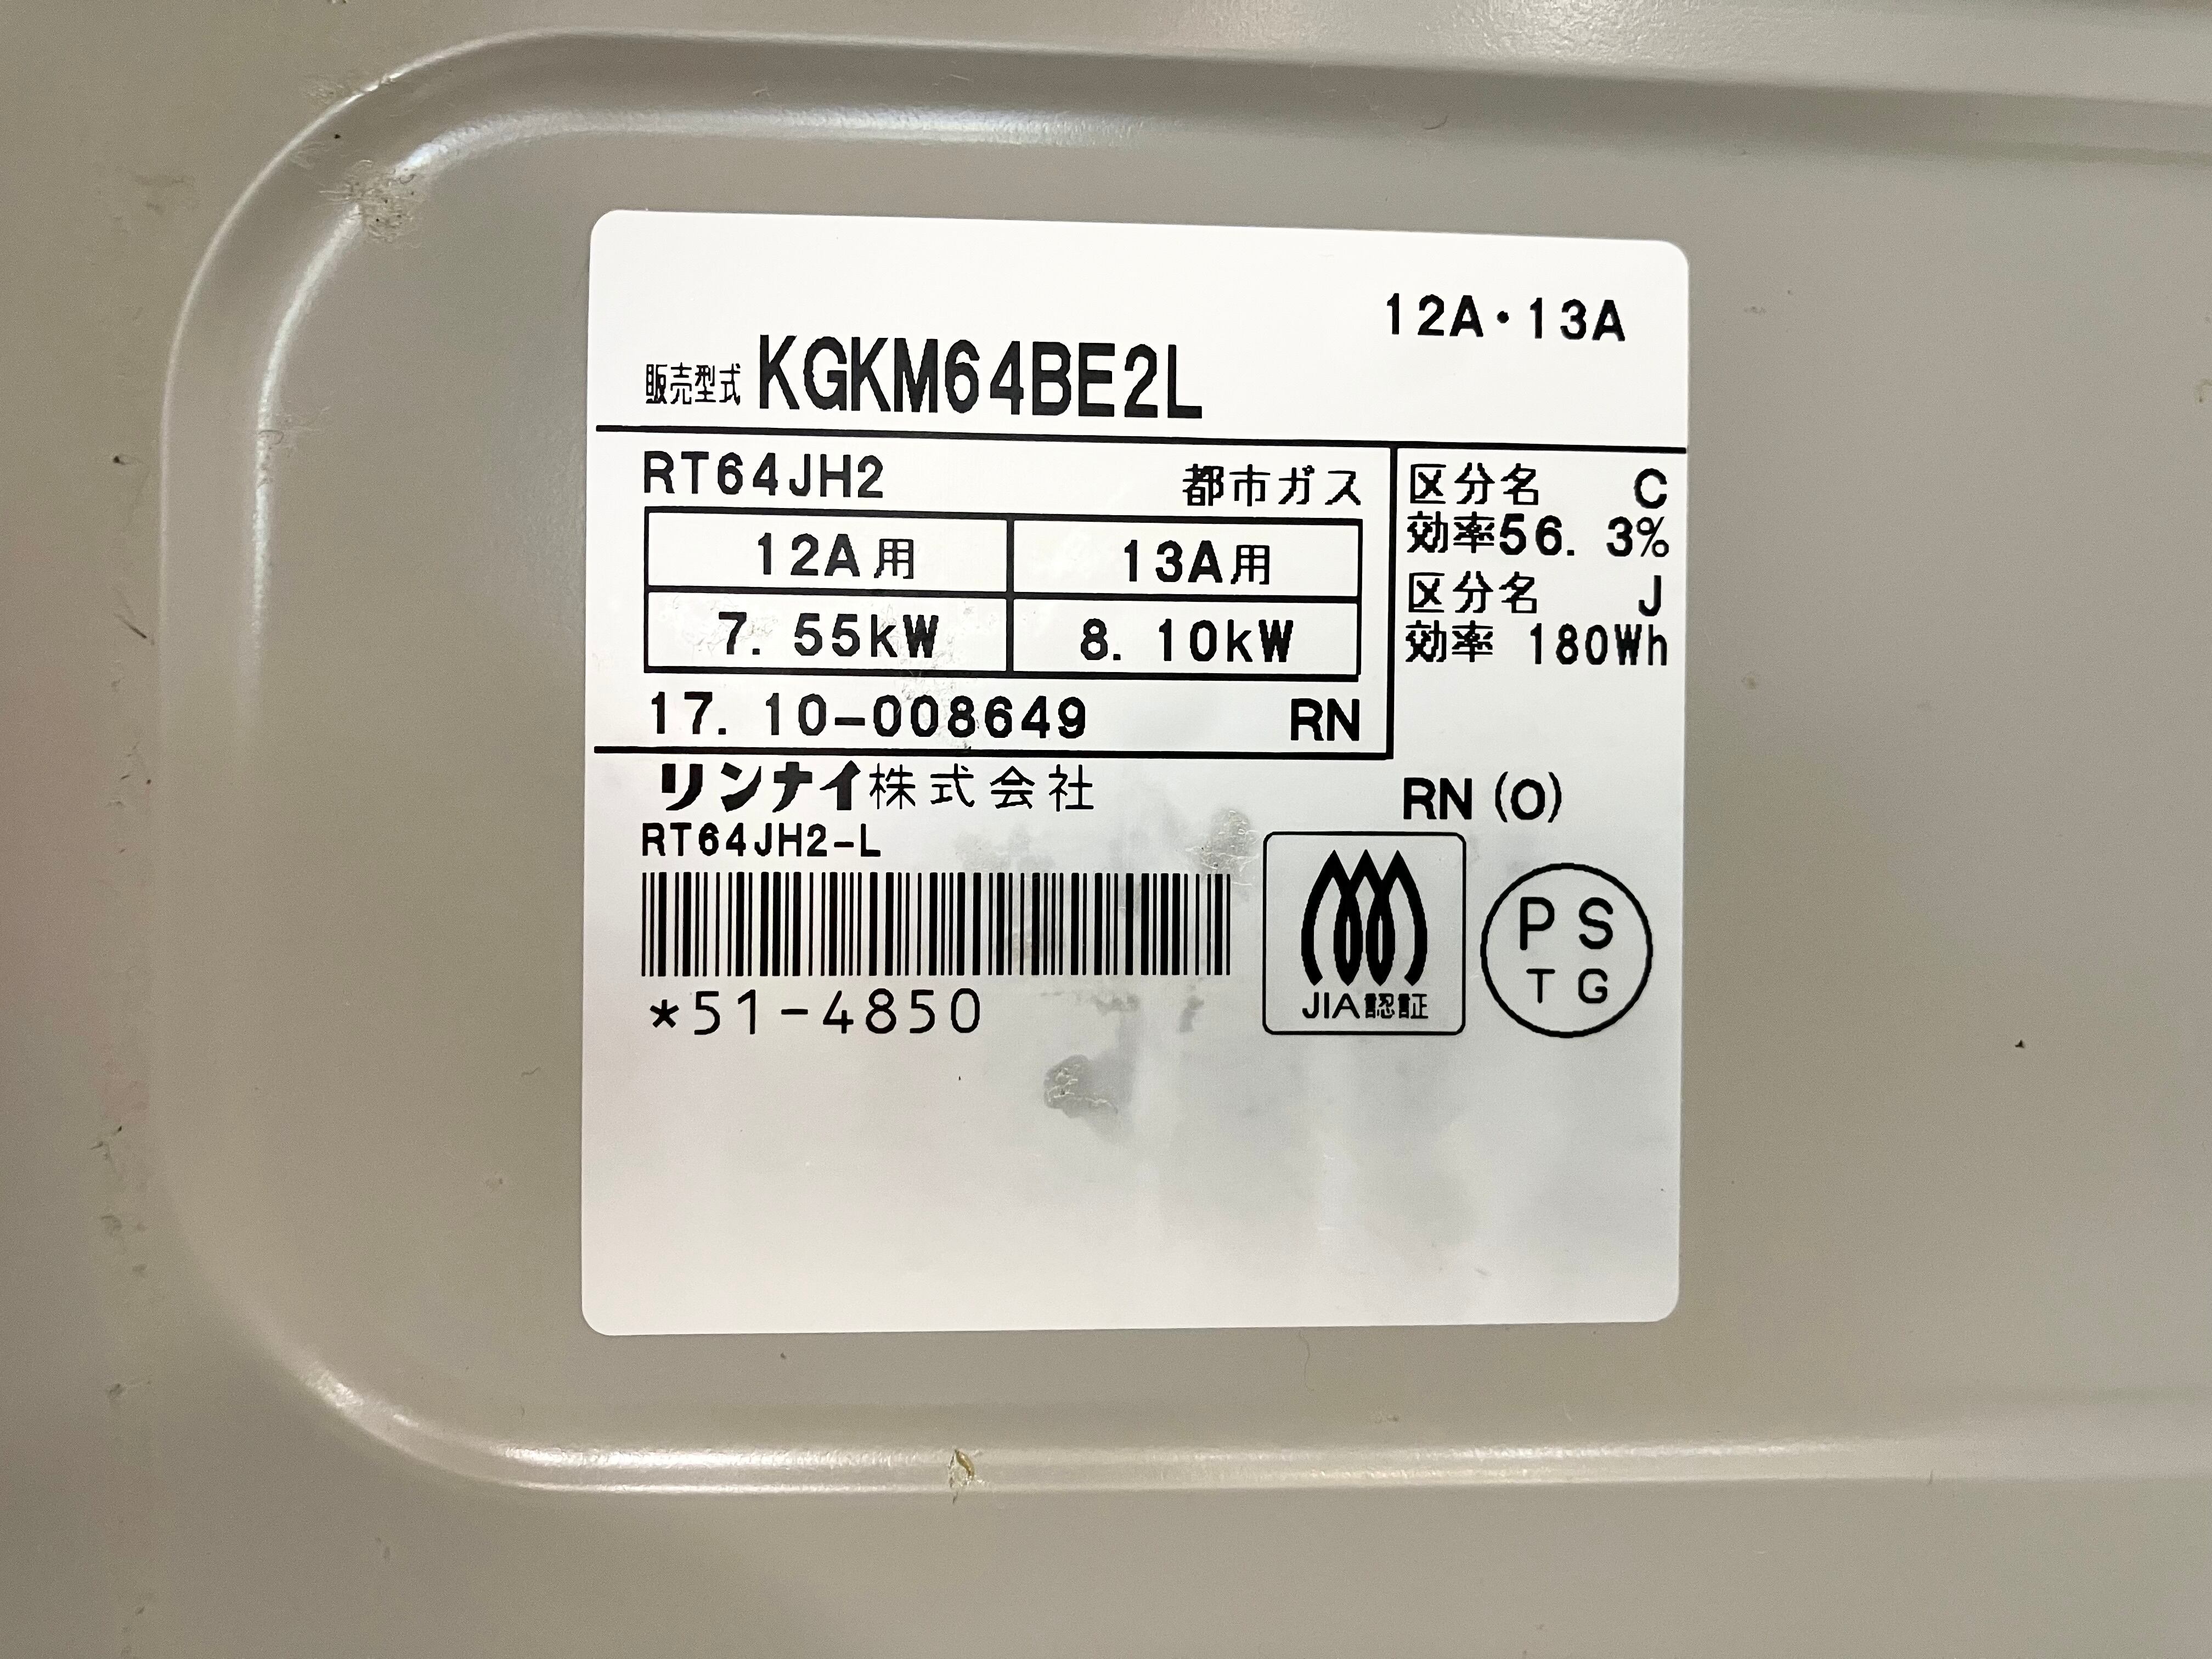 12A・13A
販売型式 KGKM64BE2L
RT64JH2 都市ガス
12A用 13A用
7. 55kW 8. 10kW
17. 10-008649 RN
区分名 C
効率56. 3%
区分名 J
効率 180Wh
リンナイ株式会社
RN (O)
RT64JH2-L
*51-4850
JIA認証
PS
TG